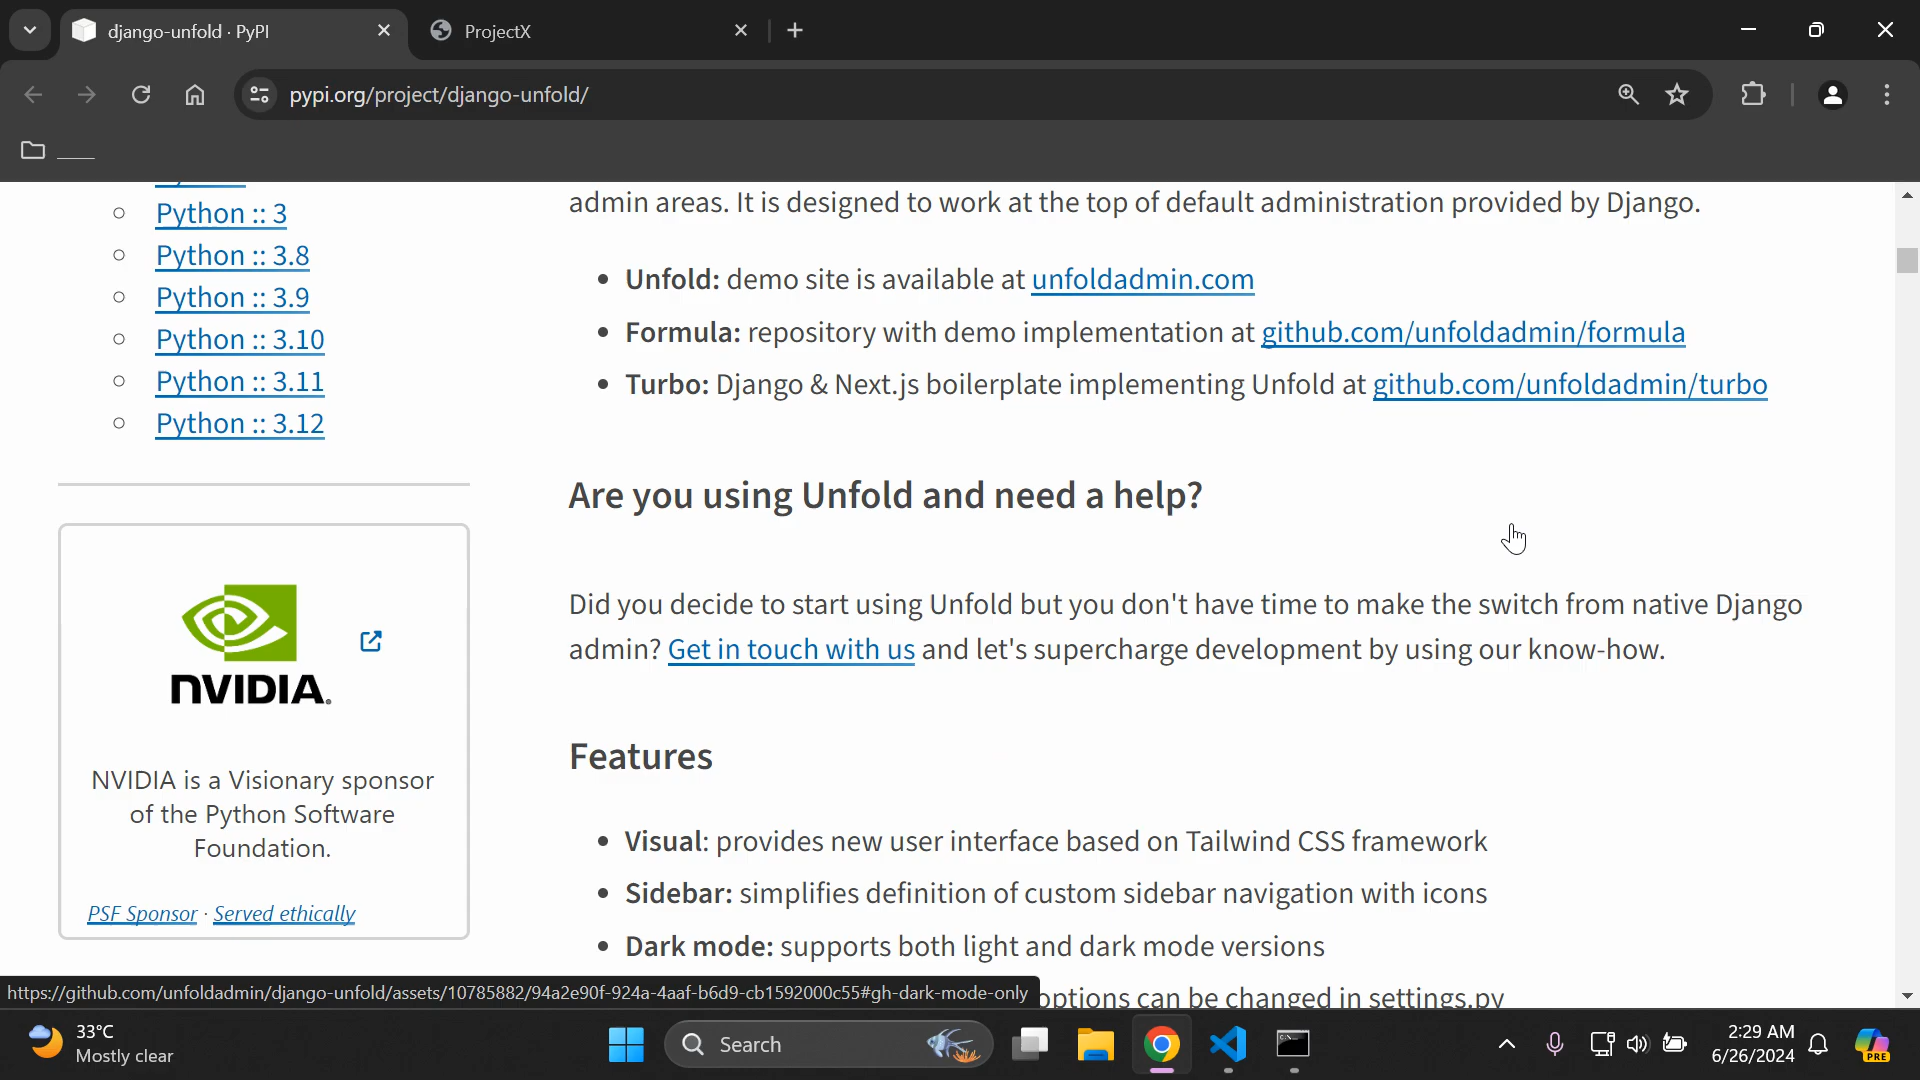 django-unfold · PyPI
ProjectX
pypi.org/project/django-unfold/
Python :: 3
Python :: 3.8
Python :: 3.9
Python :: 3.10
Python :: 3.11
Python :: 3.12
NVIDIA.
NVIDIA is a Visionary sponsor
of the Python Software
Foundation.
PSF Sponsor · Served ethically
admin areas. It is designed to work at the top of default administration provided by Django.
Unfold: demo site is available at unfoldadmin.com
Formula: repository with demo implementation at github.com/unfoldadmin/formula
Turbo: Django & Next.js boilerplate implementing Unfold at github.com/unfoldadmin/turbo
Are you using Unfold and need a help?
Did you decide to start using Unfold but you don't have time to make the switch from native Django
admin? Get in touch with us and let's supercharge development by using our know-how.
Features
Visual: provides new user interface based on Tailwind CSS framework
Sidebar: simplifies definition of custom sidebar navigation with icons
Dark mode: supports both light and dark mode versions
options can be changed in settings.py
https://github.com/unfoldadmin/django-unfold/assets/10785882/94a2e90f-924a-4aaf-b6d9-cb1592000c55#gh-dark-mode-only
33°C
Mostly clear
Search
2:29 AM
6/26/2024
PRE